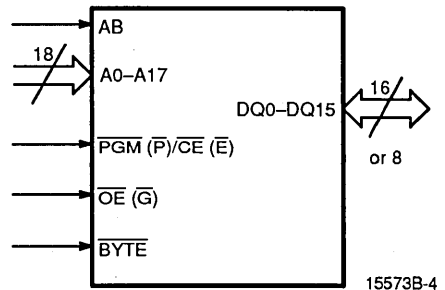 AB
18
A0–A17
16
DQ0–DQ15
PGM (P)/CE (E)
or 8
OE (G)
BYTE
15573B-4